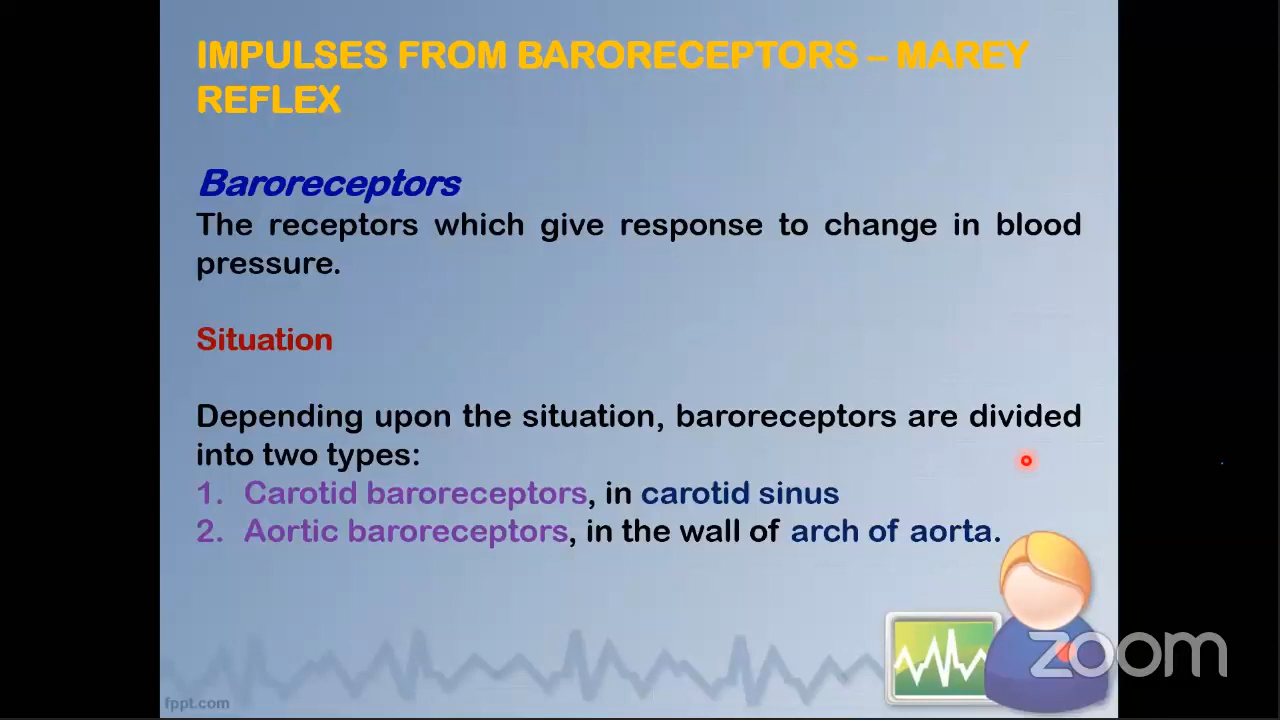 IMPULSES FROM BARORECEPTORS – MAREY
REFLEX
Baroreceptors
The receptors which give response to change in blood
pressure.
Situation
Depending upon the situation, baroreceptors are divided
into two types:
1. Carotid baroreceptors, in carotid sinus
2. Aortic baroreceptors, in the wall of arch of aorta.
zoom
fppt.com